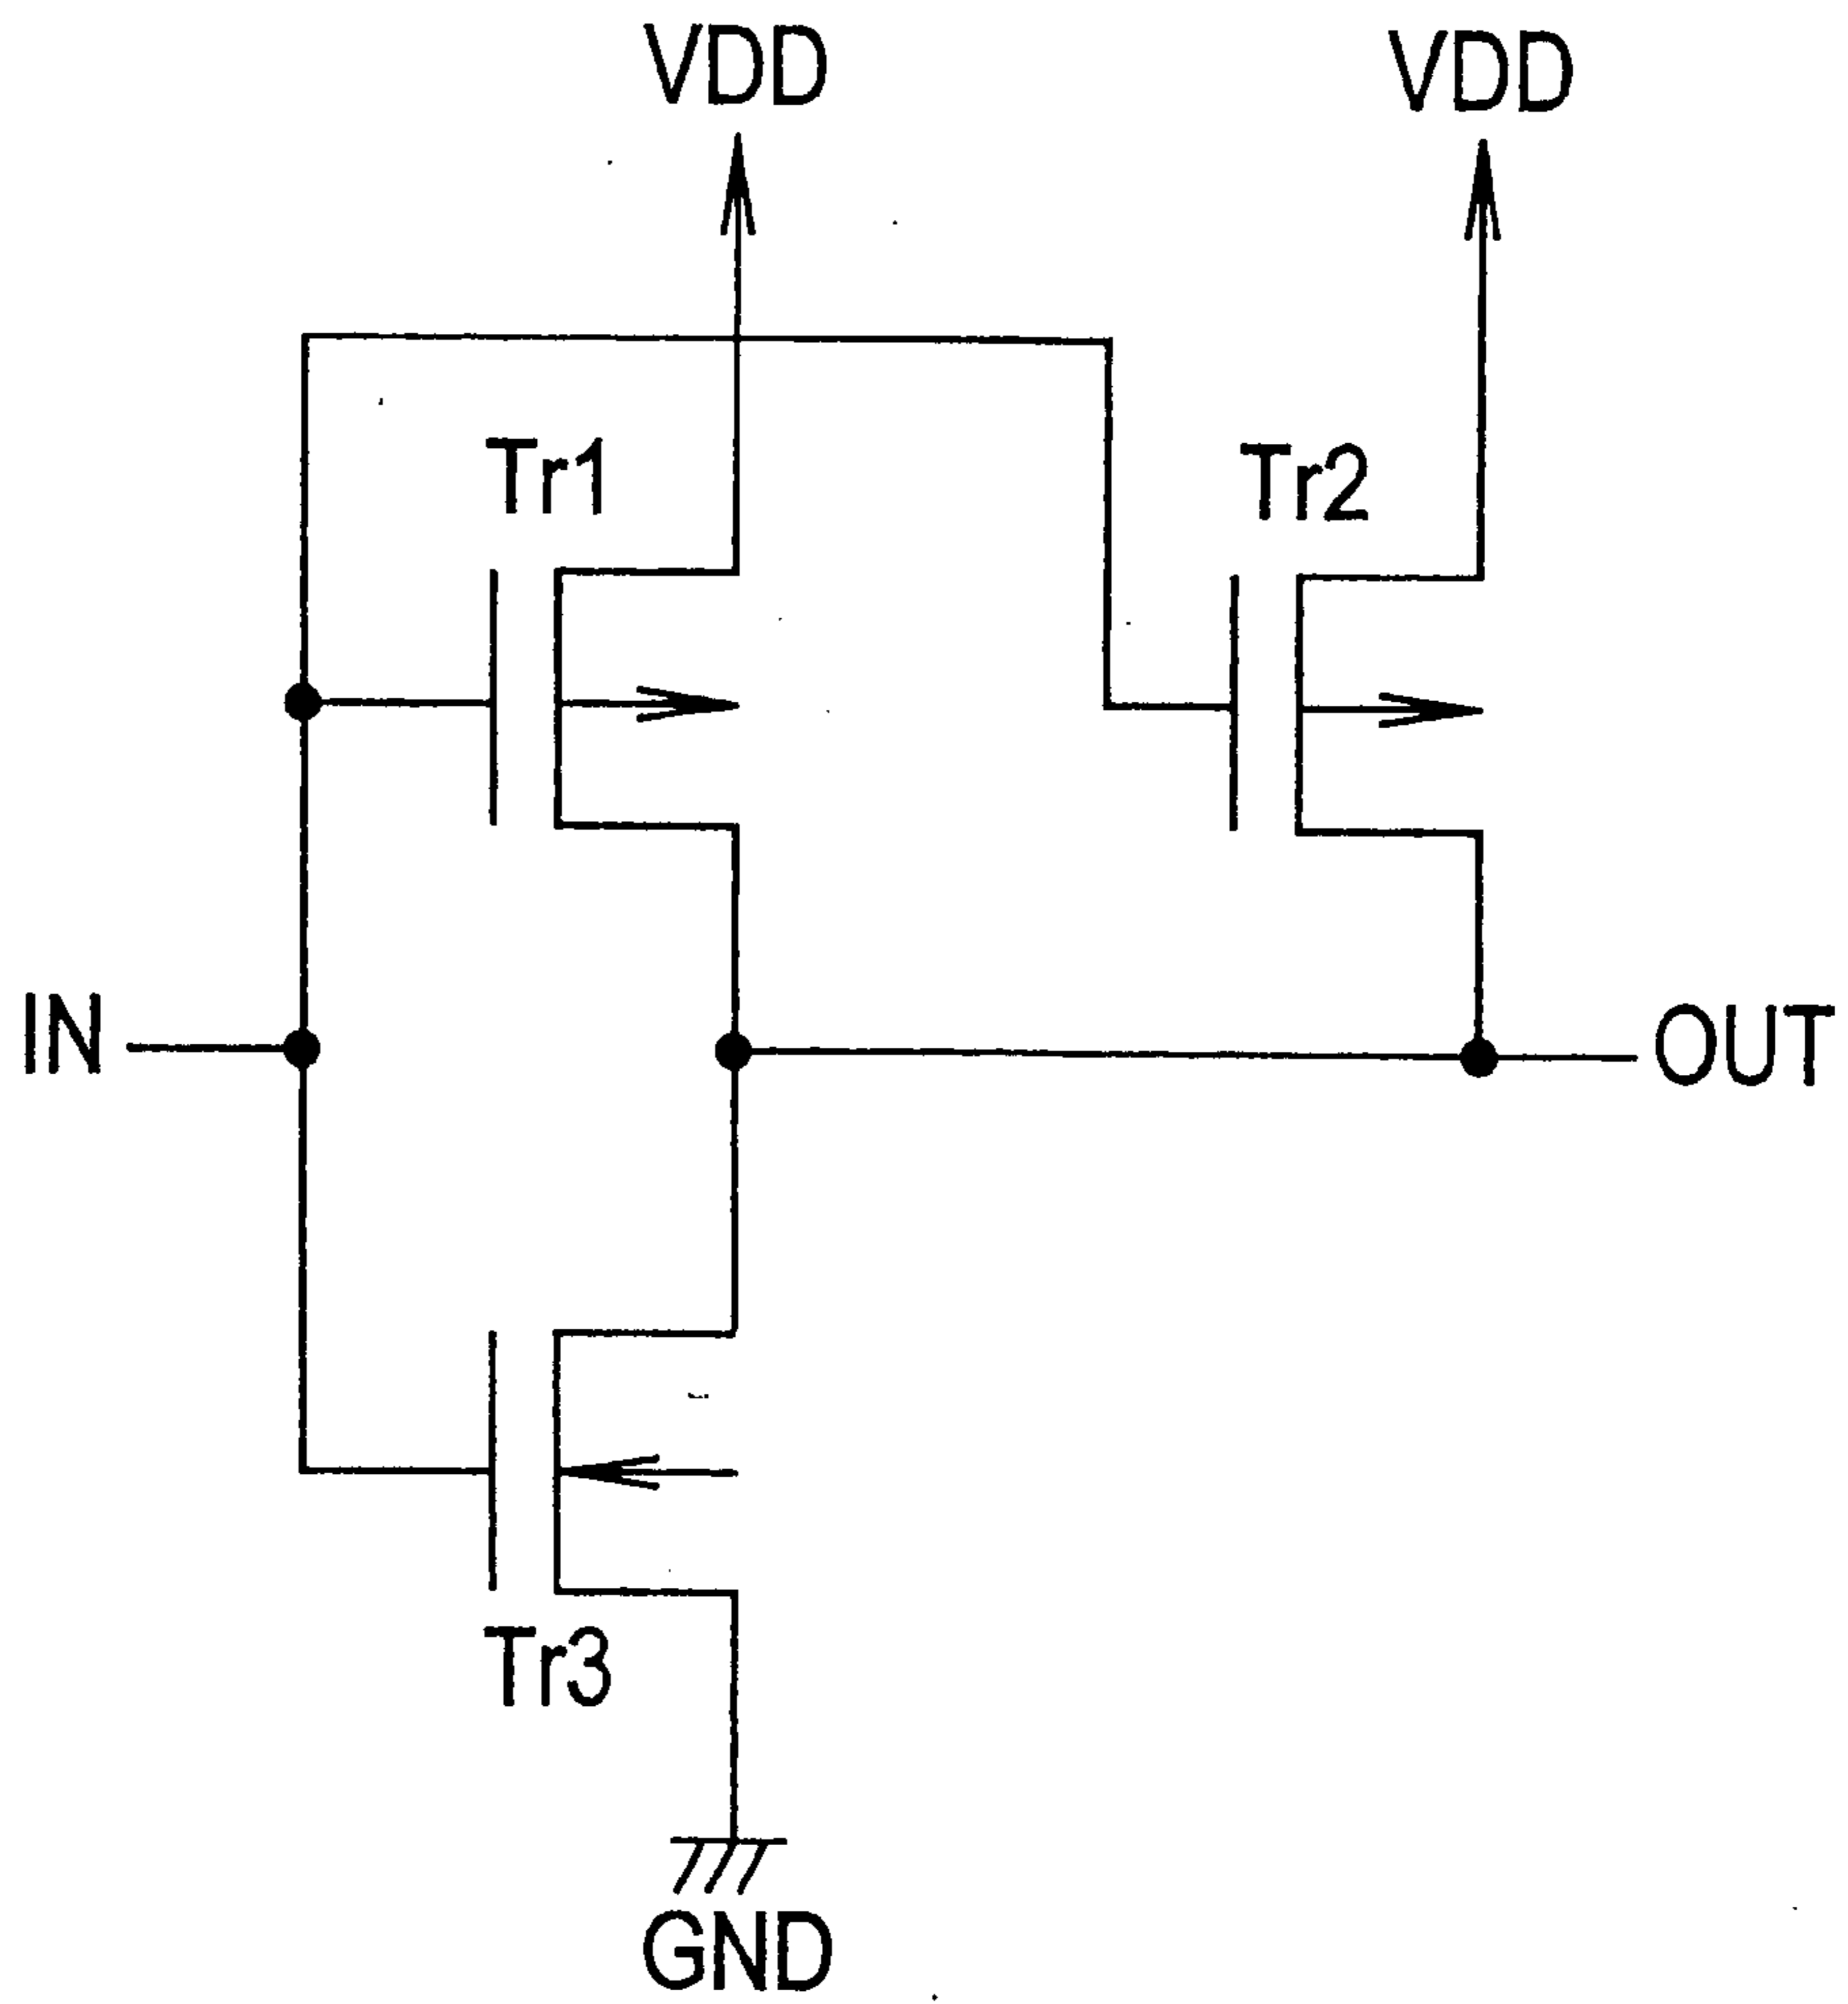 VDD
VDD
Tr1
Tr2
IN
OUT
Tr3
GND